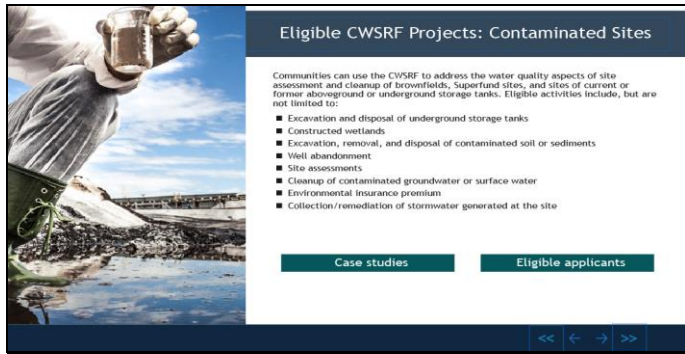 Eligible CWSRF Projects: Contaminated Sites
Communities can use the CWSRF to address the water quality aspects of site
assessment and cleanup of brownfields, Superfund sites, and sites of current or
former aboveground or underground storage tanks. Eligible activities include, but are
not limited to:
■ Excavation and disposal of underground storage tanks
■ Constructed wetlands
■ Excavation, removal, and disposal of contaminated soil or sediments
■ Well abandonment
■ Site assessments
■ Cleanup of contaminated groundwater or surface water
■ Environmental insurance premium
■ Collection/remediation of stormwater generated at the site
Case studies
Eligible applicants
<< ← → >>